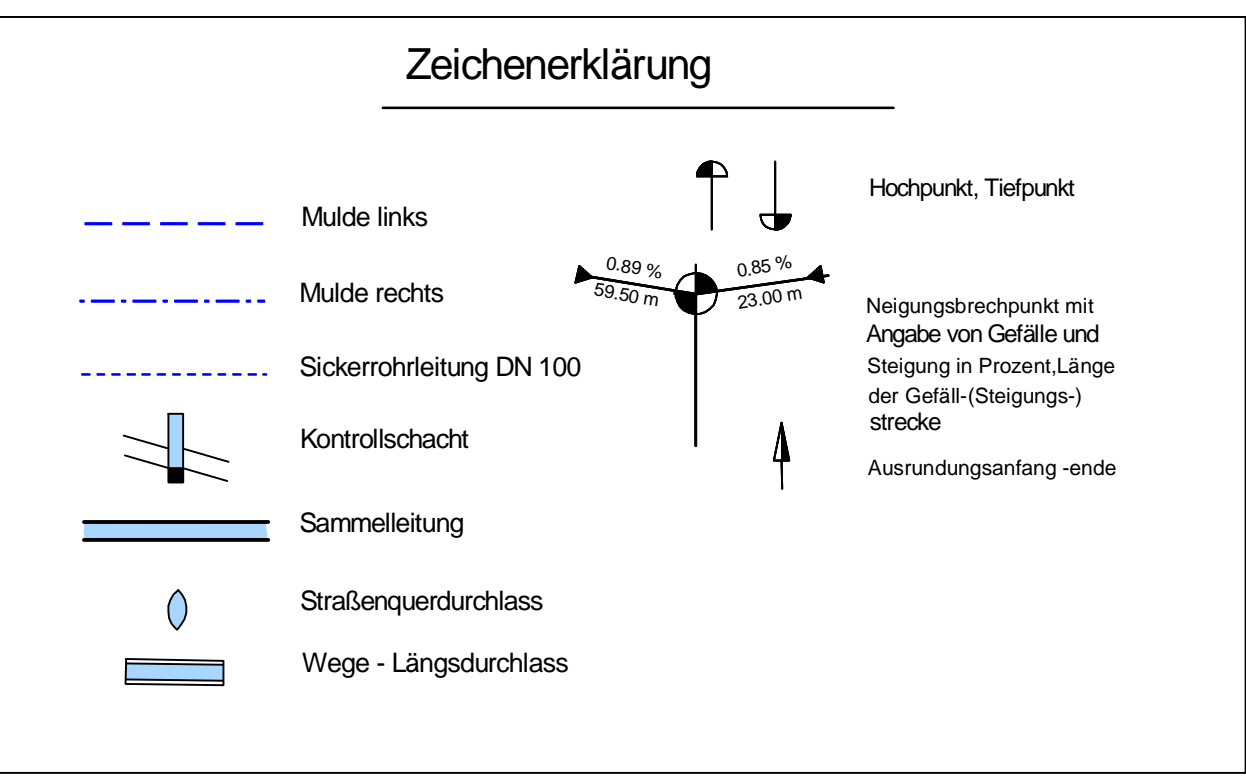 Zeichenerklärung
Mulde links
Mulde rechts
Sickerrohrleitung DN 100
Kontrollschacht
Sammelleitung
Straßenquerdurchlass
Wege - Längsdurchlass
Hochpunkt, Tiefpunkt
0.89 %
59.50 m
0.85 %
23.00 m
Neigungsbrechpunkt mit
Angabe von Gefälle und
Steigung in Prozent,Länge
der Gefäll-(Steigungs-)
strecke
Ausrundungsanfang -ende